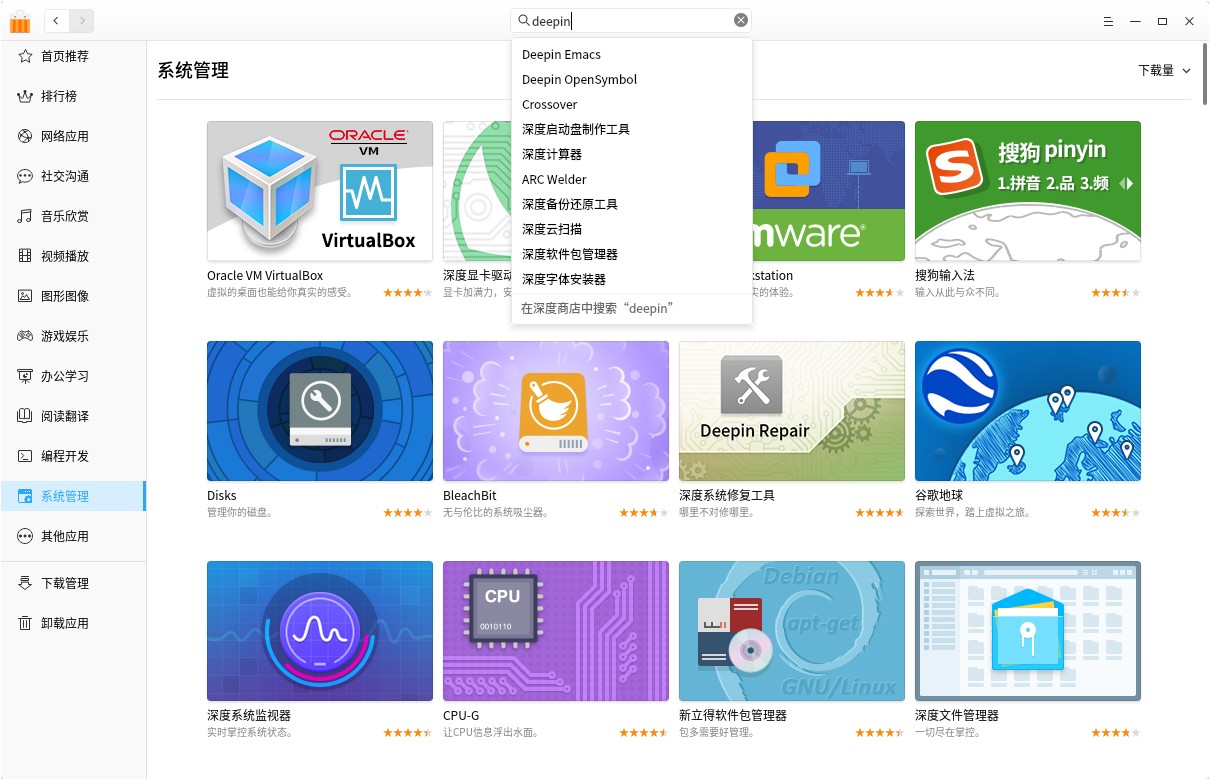 deepin
Deepin Emacs
Deepin OpenSymbol
Crossover
深度启动盘制作工具
深度计算器
ARC Welder
深度备份还原工具
深度云扫描
深度软件包管理器
深度字体安装器
在深度商店中搜索“deepin”
首页推荐
排行榜
网络应用
社交沟通
音乐欣赏
视频播放
图形图像
游戏娱乐
办公学习
阅读翻译
编程开发
系统管理
其他应用
下载管理
卸载应用
系统管理
下载量
ORACLE
VM
VirtualBox
mware
搜狗 pinyin
1.拼音 2.品 3.频
Oracle VM VirtualBox
深度显卡驱动
kstation
搜狗输入法
虚拟的桌面也能给你真实的感受。
显卡加满力，安
实的体验。
输入从此与众不同。
Deepin Repair
Disks
BleachBit
深度系统修复工具
谷歌地球
管理你的磁盘。
无与伦比的系统吸尘器。
哪里不对修哪里。
探索世界，踏上虚拟之旅。
CPU
0010110
Debian
apt-get
GNU/Linux
深度系统监视器
CPU-G
新立得软件包管理器
深度文件管理器
实时掌控系统状态。
让CPU信息浮出水面。
包多需要好管理。
一切尽在掌控。